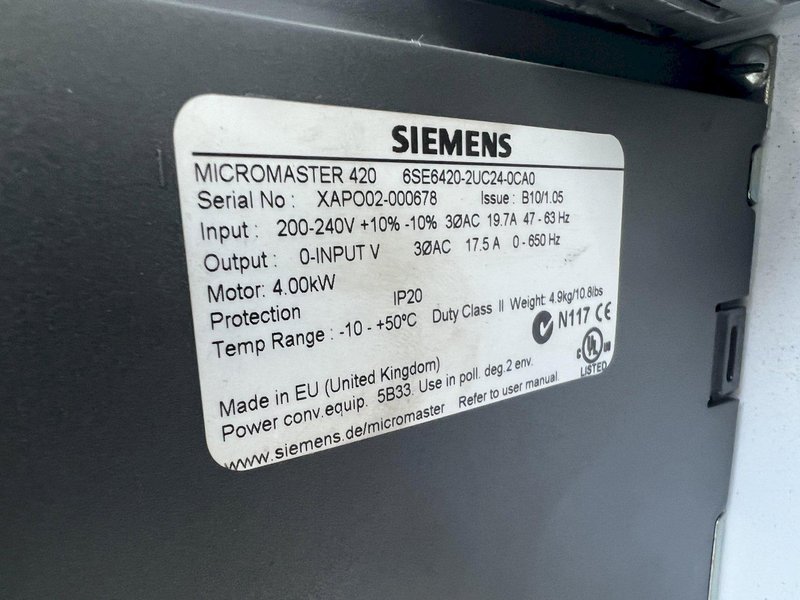 SIEMENS
MICROMASTER 420 6SE6420-2UC24-0CA0
Serial No : XAPO02-000678 Issue : B10/1.05
Input : 200-240V +10% -10% 3ØAC 19.7A 47 - 63 Hz
Output : 0-INPUT V 3ØAC 17.5 A 0 - 650 Hz
Motor: 4.00kW
Protection IP20
Temp Range : -10 - +50°C Duty Class II Weight: 4.9kg/10.8lbs
N117 CE
C UL US
LISTED
Made in EU (United Kingdom)
Power conv.equip. 5B33. Use in poll. deg.2 env.
www.siemens.de/micromaster Refer to user manual.